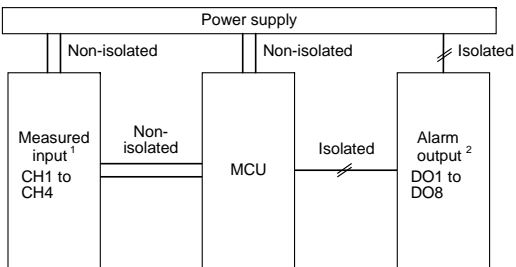 Power supply
Non-isolated
Non-isolated
Isolated
Measured
input 1
CH1 to
CH4
Non-
isolated
MCU
Isolated
Alarm
output 2
DO1 to
DO8